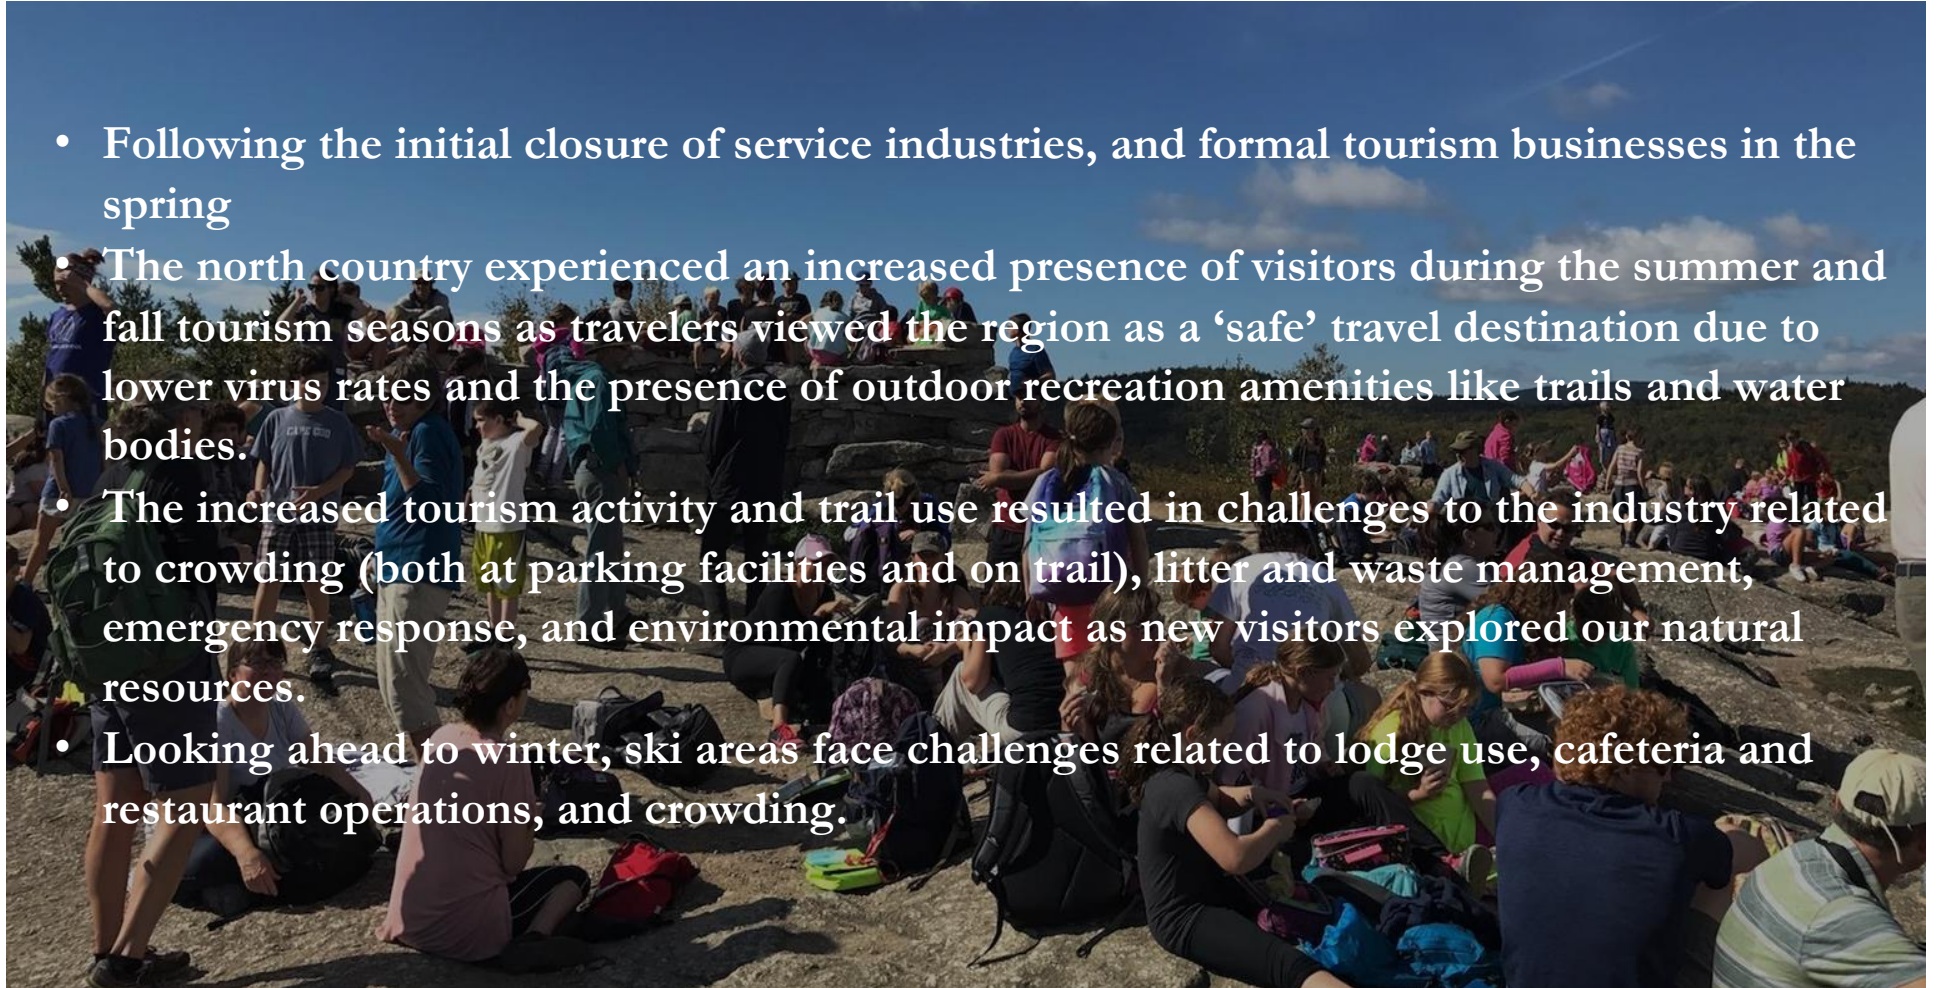 • Following the initial closure of service industries, and formal tourism businesses in the
spring
• The north country experienced an increased presence of visitors during the summer and
fall tourism seasons as travelers viewed the region as a ‘safe’ travel destination due to
lower virus rates and the presence of outdoor recreation amenities like trails and water
bodies.
• The increased tourism activity and trail use resulted in challenges to the industry related
to crowding (both at parking facilities and on trail), litter and waste management,
emergency response, and environmental impact as new visitors explored our natural
resources.
• Looking ahead to winter, ski areas face challenges related to lodge use, cafeteria and
restaurant operations, and crowding.
CAPE COD